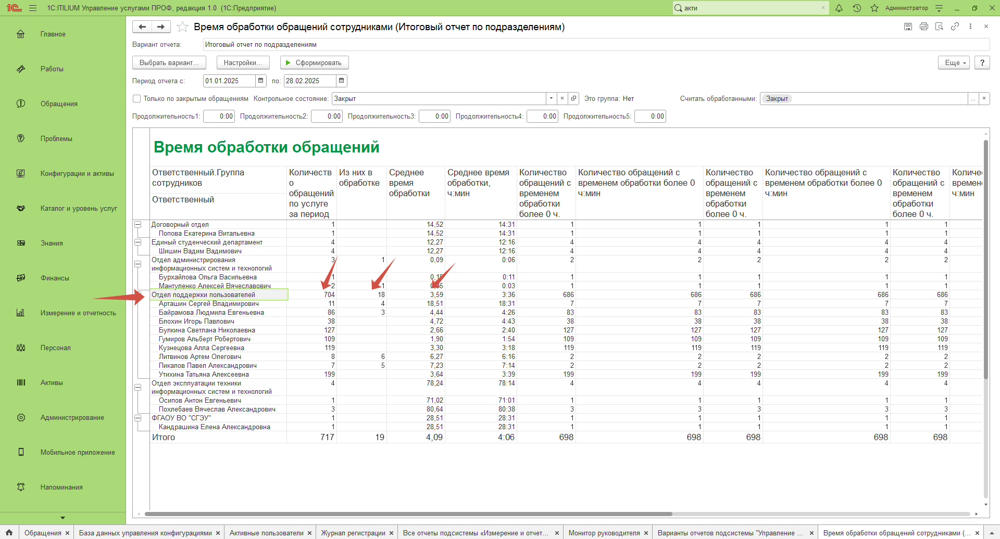 1С:ITILIUM Управление услугами ПРОФ, редакция 1.0 (1С:Предприятие)
акти
Администратор
Главное
Работы
Обращения
Проблемы
Конфигурации и активы
Каталог и уровень услуг
Знания
Финансы
Измерение и отчетность
Персонал
Активы
Администрирование
Мобильное приложение
Напоминания
Время обработки обращений сотрудниками (Итоговый отчет по подразделениям)
Вариант отчета: Итоговый отчет по подразделениям
Выбрать вариант... Настройки... Сформировать Еще ?
Период отчета с: 01.01.2025 по: 28.02.2025
Только по закрытым обращениям Контрольное состояние: Закрыт Это группа: Нет Считать обработанными: Закрыт ...
Продолжительность1: 0:00 Продолжительность2: 0:00 Продолжительность3: 0:00 Продолжительность4: 0:00 Продолжительность5: 0:00
Время обработки обращений
Ответственный.Группа сотрудников
Ответственный
Количество обращений по услуге за период
Из них в обработке
Среднее время обработки
Среднее время обработки, ч:мин
Количество обращений с временем обработки более 0 ч.
Количество обращений с временем обработки более 0 ч:мин
Количество обращений с временем обработки более 0 ч.
Количество обращений с временем обработки более 0 ч:мин
Количество обращений с временем обработки более 0 ч.
ч:мин
Договорный отдел 1 14,52 14:31 1 1 1 1 1
Попова Екатерина Витальевна 1 14,52 14:31 1 1 1 1 1
Единый студенческий департамент 4 12,27 12:16 4 4 4 4 4
Шишин Вадим Вадимович 4 12,27 12:16 4 4 4 4 4
Отдел администрирования информационных систем и технологий 3 1 0,09 0:06 2 2 2 2 2
Бурхайлова Ольга Васильевна 1 0:11 1 1 1 1 1
Мантуленко Алексей Вячеславович 2 1 0:03 1 1 1 1 1
Отдел поддержки пользователей 704 18 3,59 3:36 686 686 686 686 686
Арташин Сергей Владимирович 11 4 18,51 18:31 7 7 7 7 7
Байрамова Людмила Евгеньевна 86 3 4,44 4:26 83 83 83 83 83
Блохин Игорь Павлович 38 4,72 4:43 38 38 38 38 38
Булкина Светлана Николаевна 127 2,66 2:40 127 127 127 127 127
Гумиров Альберт Робертович 109 1,90 1:54 109 109 109 109 109
Кузнецова Алла Сергеевна 119 3,30 3:18 119 119 119 119 119
Литвинов Артем Олегович 8 6 6,27 6:16 2 2 2 2 2
Пикалов Павел Александрович 7 5 7,23 7:14 2 2 2 2 2
Утихина Татьяна Алексеевна 199 3,64 3:39 199 199 199 199 199
Отдел эксплуатации техники информационных систем и технологий 4 78,24 78:14 4 4 4 4 4
Осипов Антон Евгеньевич 1 71,02 71:01 1 1 1 1 1
Похлебаев Вячеслав Александрович 3 80,64 80:38 3 3 3 3 3
ФГАОУ ВО "СГЭУ" 1 28,51 28:31 1 1 1 1 1
Кандрашина Елена Александровна 1 28,51 28:31 1 1 1 1 1
Итого 717 19 4,09 4:06 698 698 698 698 698
Обращения База данных управления конфигурациями Активные пользователи Журнал регистрации Все отчеты подсистемы «Измерение и отчет... Монитор руководителя Варианты отчетов подсистемы "Управление ... Время обработки обращений сотрудниками (...